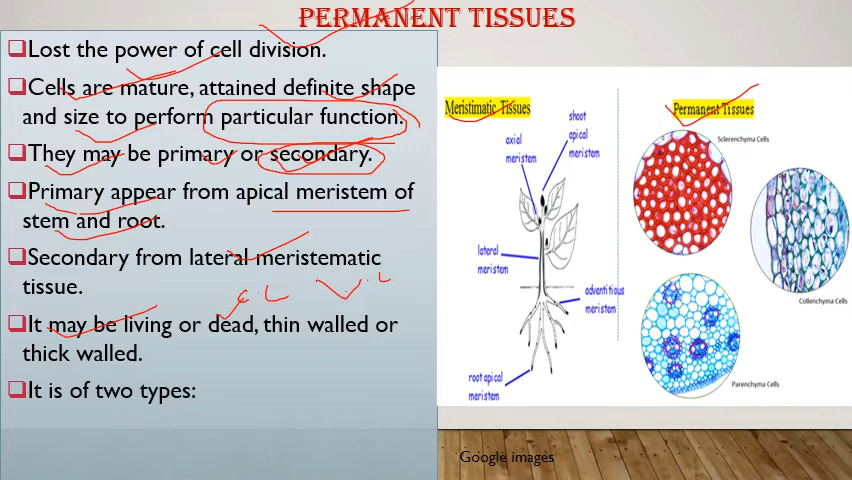 PERMANENT TISSUES
Lost the power of cell division.
Cells are mature, attained definite shape
and size to perform particular function.
They may be primary or secondary.
Primary appear from apical meristem of
stem and root.
Secondary from lateral meristematic
tissue.
It may be living or dead, thin walled or
thick walled.
It is of two types:
Meristimatic Tissues
shoot
apical
meristem
axial
meristem
lateral
meristem
adventitious
meristem
root apical
meristem
Permanent Tissues
Sclerenchyma Cells
Collenchyma Cells
Parenchyma Cells
Google images